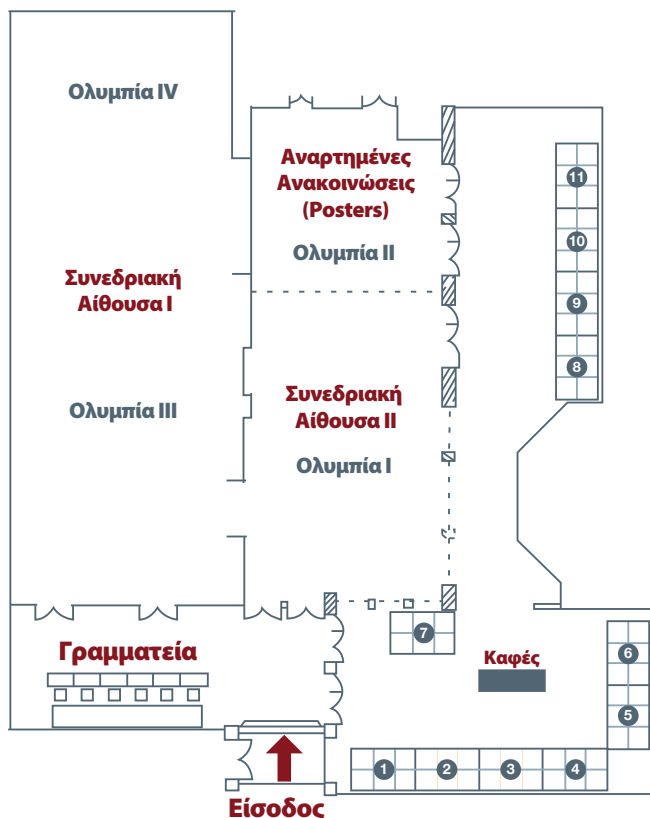 Ολυμπία IV
Αναρτημένες
Ανακοινώσεις
(Posters)
Ολυμπία II
Συνεδριακή
Αίθουσα I
Ολυμπία III
Συνεδριακή
Αίθουσα II
Ολυμπία I
11
10
9
8
7
6
5
Γραμματεία
Καφές
1
2
3
4
Είσοδος